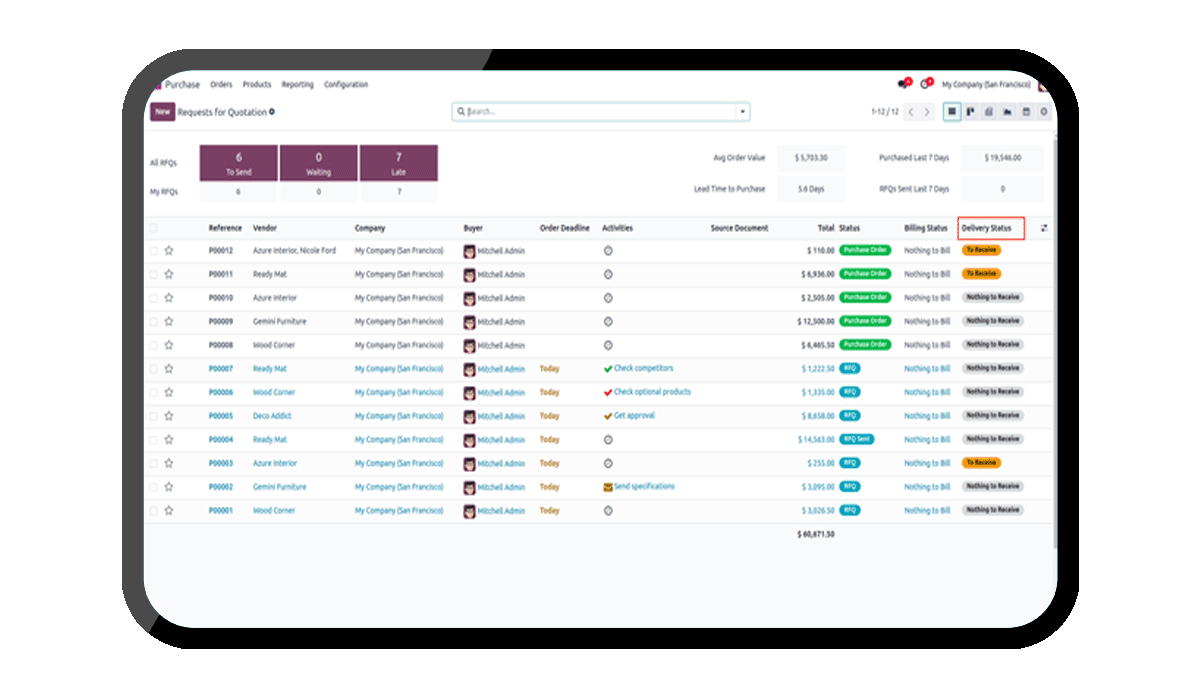 Purchase Orders Products Reporting Configuration My Company (San Francisco)
New Requests for Quotation Search... 1-12 / 12
All RFQs 6 To Send 0 Waiting 7 Late Avg Order Value $ 5,703.30 Purchased Last 7 Days $ 19,546.00
My RFQs 6 0 7 Lead Time to Purchase 5.6 Days RFQs Sent Last 7 Days 0
Reference Vendor Company Buyer Order Deadline Activities Source Document Total Status Billing Status Delivery Status
P00012 Azure Interior, Nicole Ford My Company (San Francisco) Mitchell Admin $ 110.00 Purchase Order Nothing to Bill To Receive
P00011 Ready Mat My Company (San Francisco) Mitchell Admin $ 6,936.00 Purchase Order Nothing to Bill To Receive
P00010 Azure Interior My Company (San Francisco) Mitchell Admin $ 2,505.00 Purchase Order Nothing to Bill Nothing to Receive
P00009 Gemini Furniture My Company (San Francisco) Mitchell Admin $ 12,500.00 Purchase Order Nothing to Bill Nothing to Receive
P00008 Wood Corner My Company (San Francisco) Mitchell Admin $ 6,465.50 Purchase Order Nothing to Bill Nothing to Receive
P00007 Ready Mat My Company (San Francisco) Mitchell Admin Today Check competitors $ 1,222.50 RFQ Nothing to Bill Nothing to Receive
P00006 Wood Corner My Company (San Francisco) Mitchell Admin Today Check optional products $ 1,335.00 RFQ Nothing to Bill Nothing to Receive
P00005 Deco Addict My Company (San Francisco) Mitchell Admin Today Get approval $ 8,658.00 RFQ Nothing to Bill Nothing to Receive
P00004 Ready Mat My Company (San Francisco) Mitchell Admin Today $ 14,563.00 RFQ Sent Nothing to Bill Nothing to Receive
P00003 Azure Interior My Company (San Francisco) Mitchell Admin Today $ 255.00 RFQ Nothing to Bill To Receive
P00002 Gemini Furniture My Company (San Francisco) Mitchell Admin Today Send specifications $ 3,095.00 RFQ Nothing to Bill Nothing to Receive
P00001 Wood Corner My Company (San Francisco) Mitchell Admin Today $ 3,026.50 RFQ Nothing to Bill Nothing to Receive
$ 60,671.50